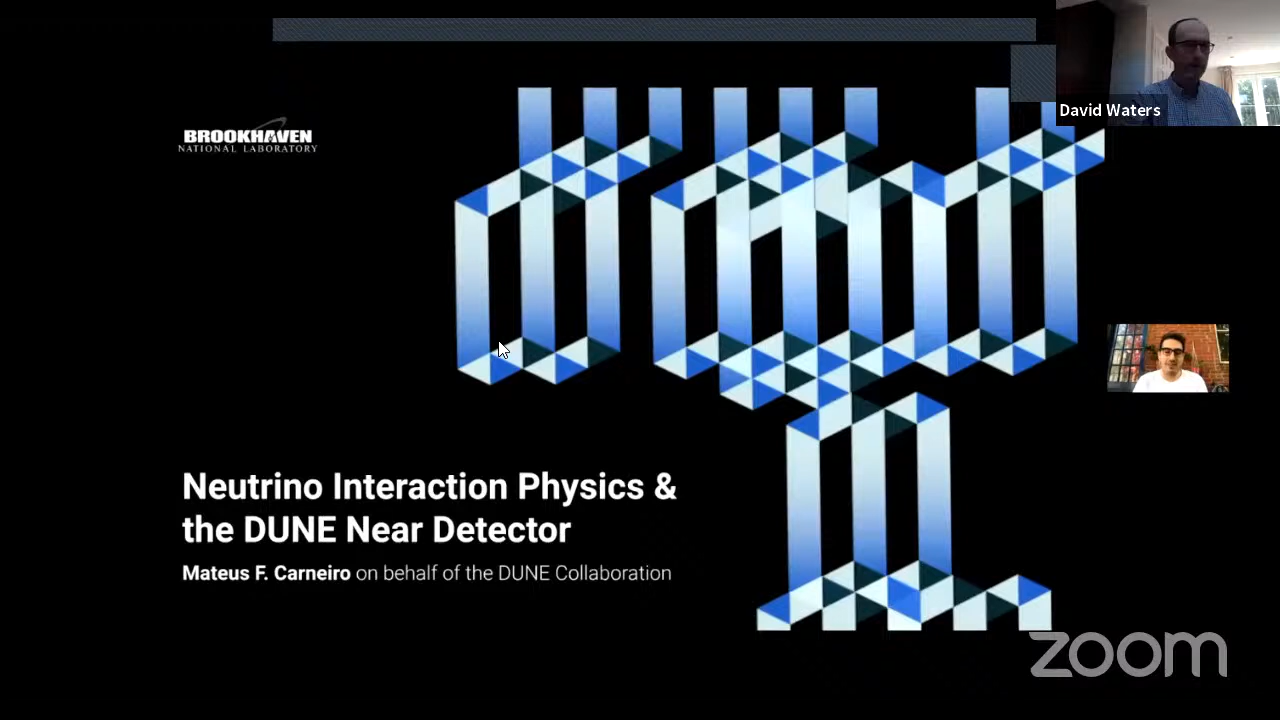 David Waters
BROOKHAVEN
NATIONAL LABORATORY
Neutrino Interaction Physics &
the DUNE Near Detector
Mateus F. Carneiro on behalf of the DUNE Collaboration
zoom